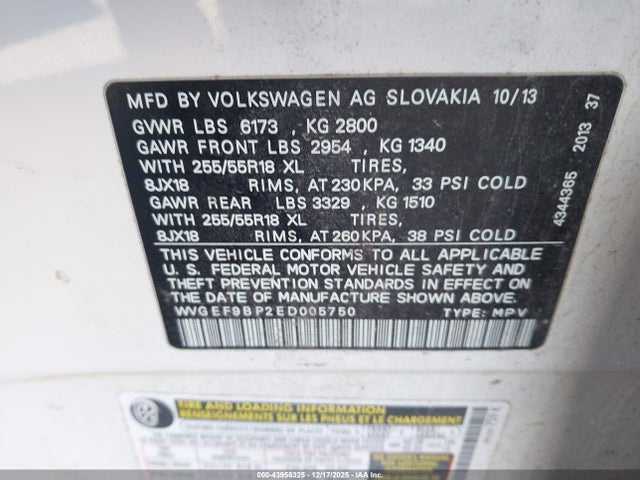 MFD BY VOLKSWAGEN AG SLOVAKIA 10/13
GVWR LBS 6173 , KG 2800
GAWR FRONT LBS 2954 , KG 1340
WITH 255/55R18 XL TIRES,
8JX18 RIMS, AT 230 KPA, 33 PSI COLD
GAWR REAR LBS 3329 , KG 1510
WITH 255/55R18 XL TIRES,
8JX18 RIMS, AT 260 KPA, 38 PSI COLD
THIS VEHICLE CONFORMS TO ALL APPLICABLE
U. S. FEDERAL MOTOR VEHICLE SAFETY AND
THEFT PREVENTION STANDARDS IN EFFECT ON
THE DATE OF MANUFACTURE SHOWN ABOVE.
WVGEF9BP2ED005750 TYPE: MPV
4344365 2013 37
TIRE AND LOADING INFORMATION
RENSEIGNEMENTS SUR LES PNEUS ET LE CHARGEMENT
000-43956325 - 12/17/2025 - IAAI